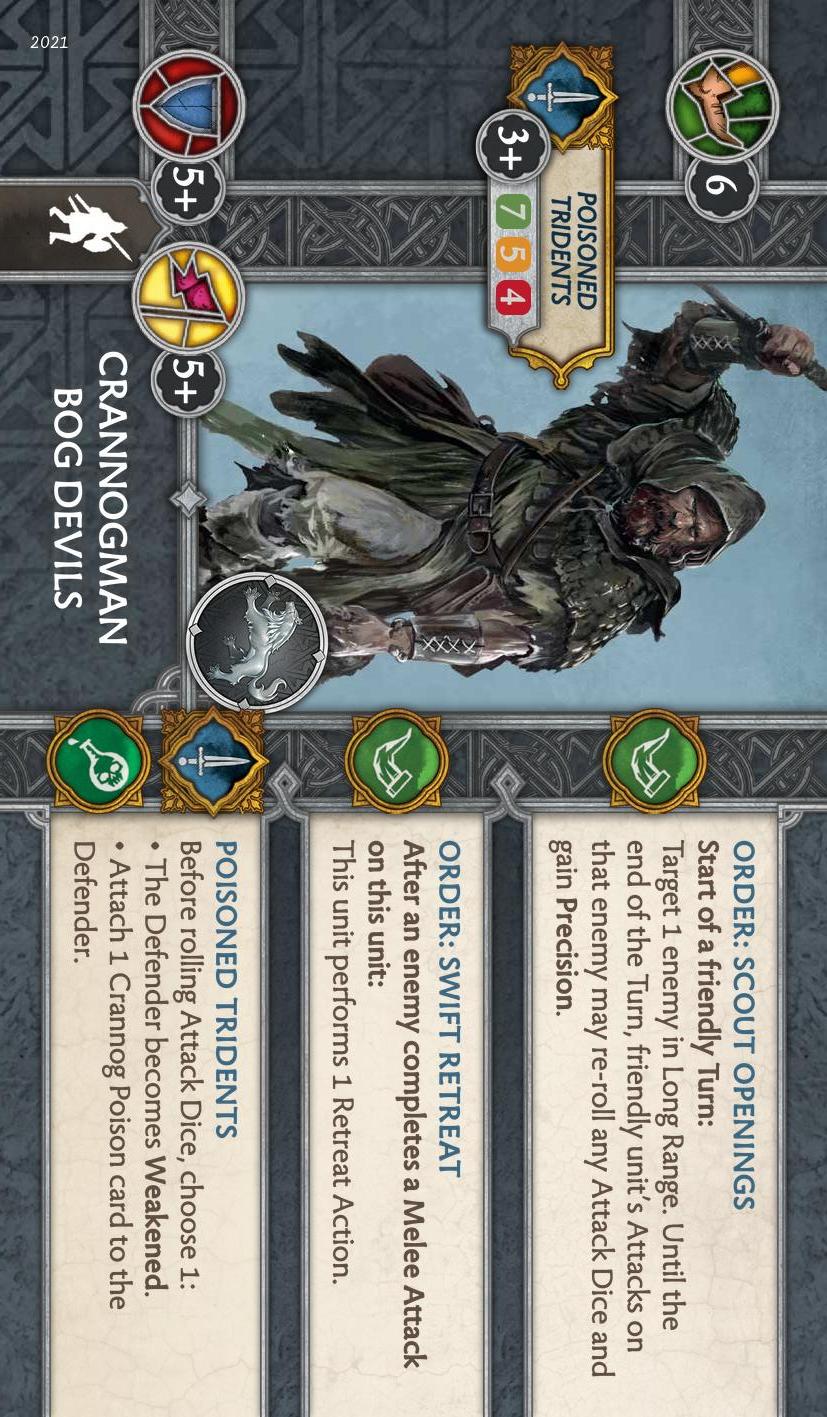 6
POISONED
TRIDENTS
3+
7 5 4
5+
5+
CRANNOGMAN
BOG DEVILS
2021
ORDER: SCOUT OPENINGS
Start of a friendly Turn:
Target 1 enemy in Long Range. Until the
end of the Turn, friendly unit's Attacks on
that enemy may re-roll any Attack Dice and
gain Precision.
ORDER: SWIFT RETREAT
After an enemy completes a Melee Attack
on this unit:
This unit performs 1 Retreat Action.
POISONED TRIDENTS
Before rolling Attack Dice, choose 1:
• The Defender becomes Weakened.
• Attach 1 Crannog Poison card to the
Defender.